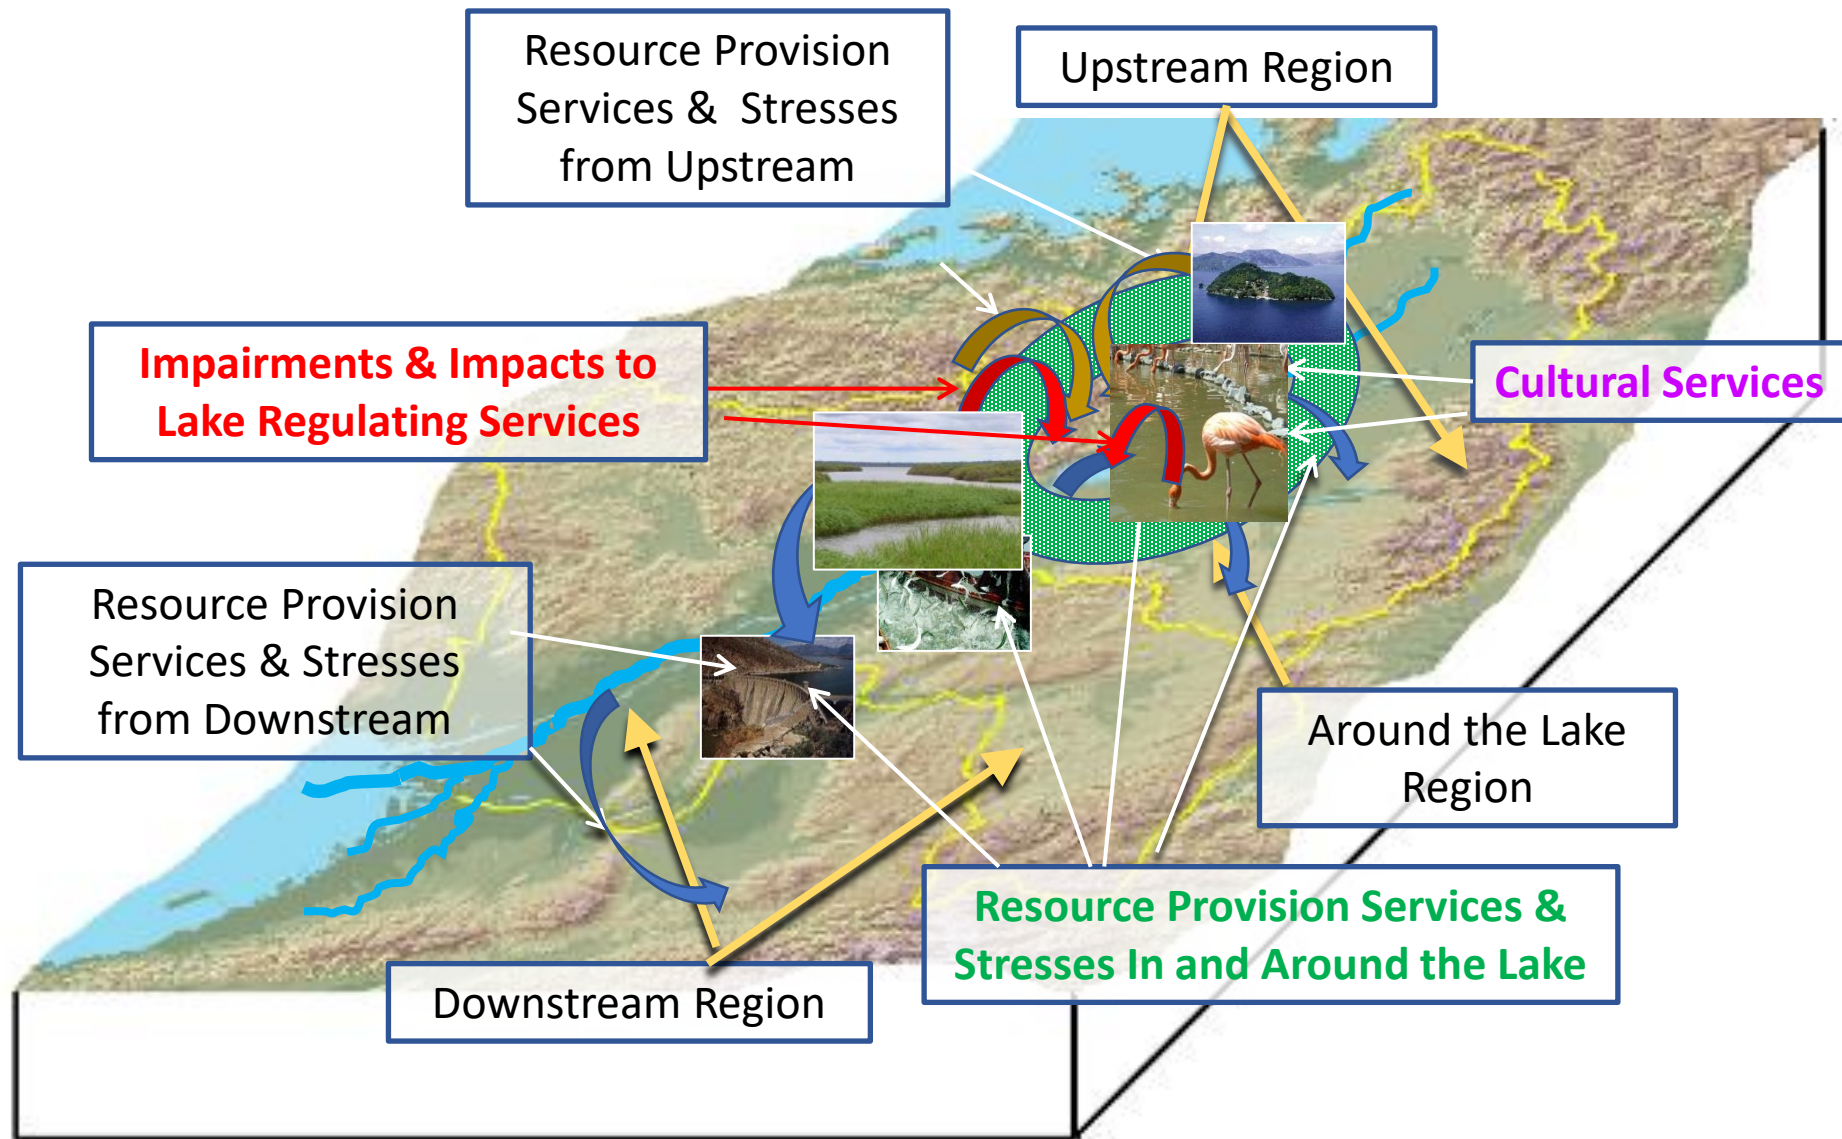 Resource Provision
Services &  Stresses
from Upstream
Upstream Region
Impairments & Impacts to
Lake Regulating Services
Cultural Services
Resource Provision
Services & Stresses
from Downstream
Around the Lake
Region
Resource Provision Services &
Stresses In and Around the Lake
Downstream Region